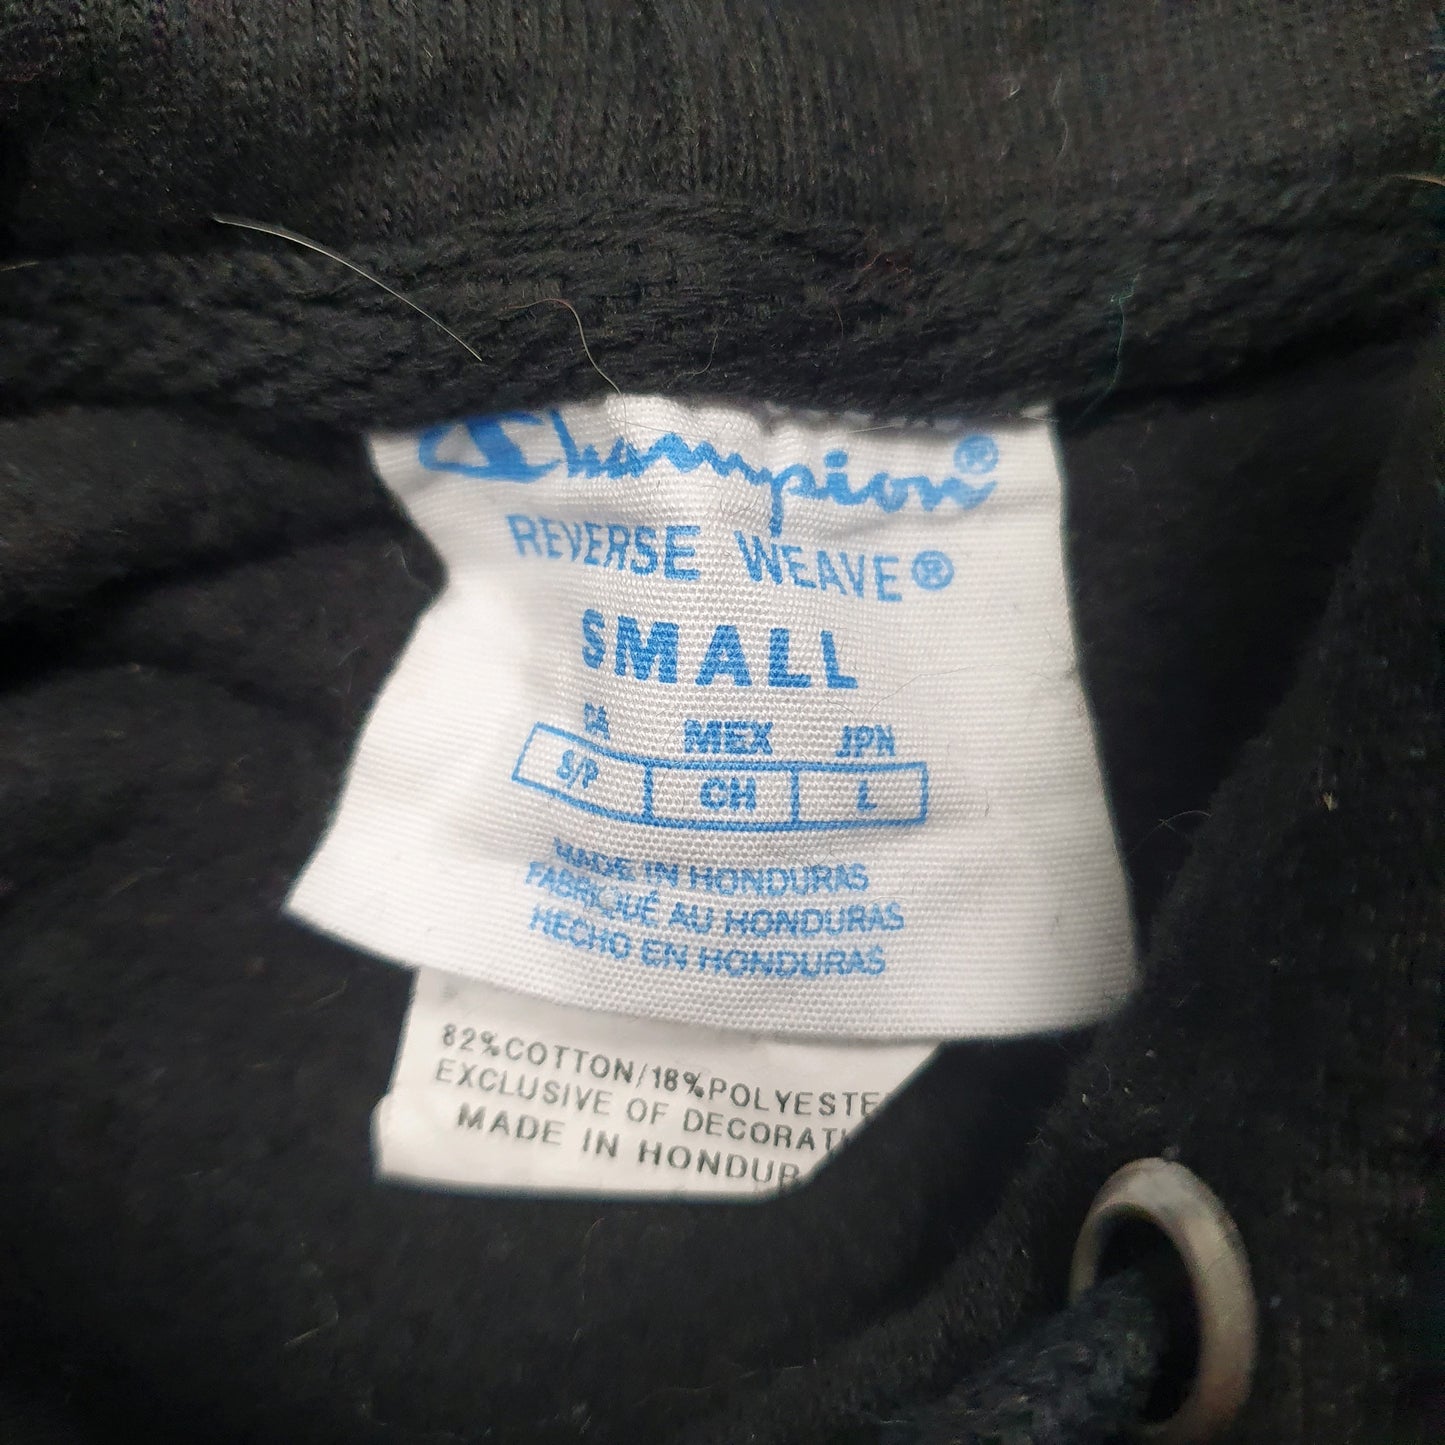 Champion®
REVERSE WEAVE®
SMALL
CA MEX JPN
S/P CH L
MADE IN HONDURAS
FABRIQUÉ AU HONDURAS
HECHO EN HONDURAS
82%COTTON/18%POLYESTE
EXCLUSIVE OF DECORATI
MADE IN HONDUR